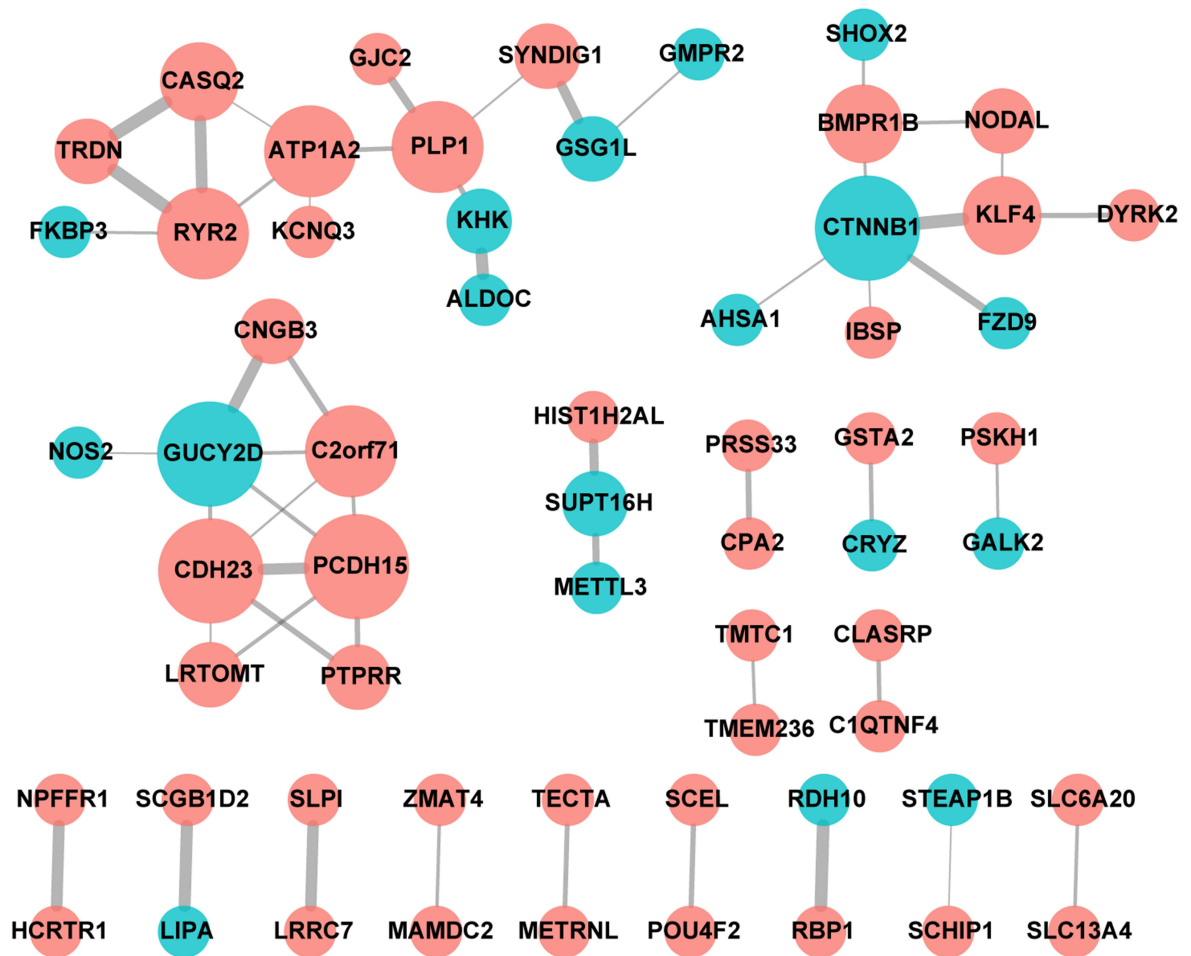 SHOX2
GJC2
SYNDIG1
GMPR2
CASQ2
BMPR1B
NODAL
TRDN
ATP1A2
PLP1
GSG1L
FKBP3
RYR2
KCNQ3
KHK
CTNNB1
KLF4
DYRK2
ALDOC
AHSA1
IBSP
FZD9
CNGB3
NOS2
GUCY2D
C2orf71
HIST1H2AL
PRSS33
GSTA2
PSKH1
SUPT16H
CDH23
PCDH15
CPA2
CRYZ
GALK2
METTL3
LRTOMT
PTPRR
TMTC1
CLASRP
TMEM236
C1QTNF4
NPFFR1
SCGB1D2
SLPI
ZMAT4
TECTA
SCEL
RDH10
STEAP1B
SLC6A20
HCRTR1
LIPA
LRRC7
MAMDC2
METRNL
POU4F2
RBP1
SCHIP1
SLC13A4